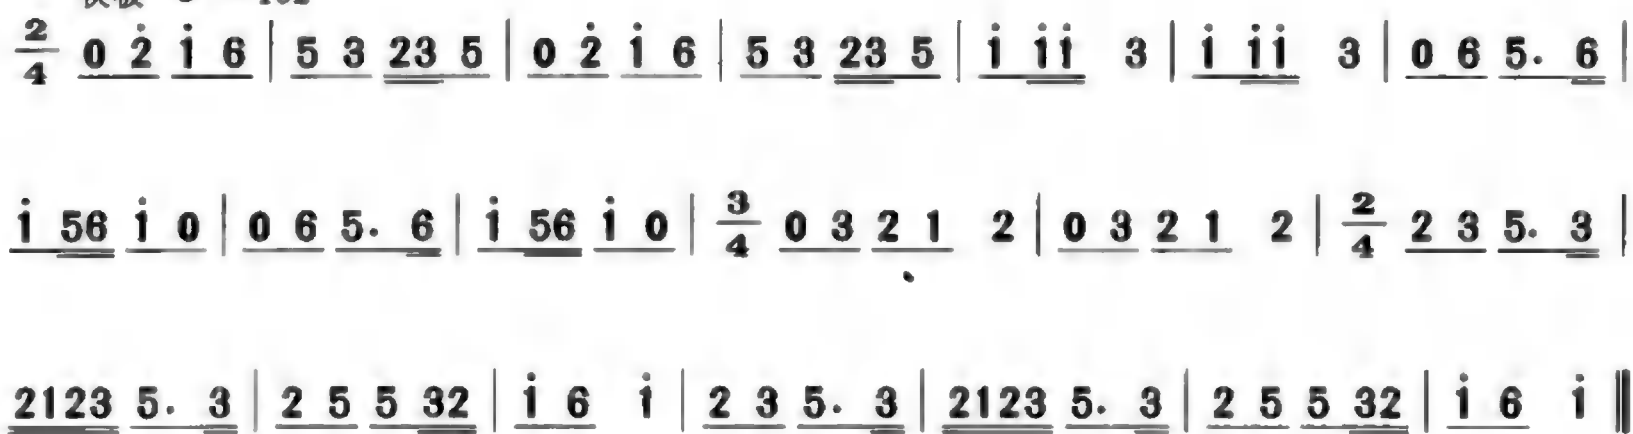 2/4 0 2̇ 1̇ 6 | 5 3 23 5 | 0 2̇ 1̇ 6 | 5 3 23 5 | 1̇ 1̇1̇ 3 | 1̇ 1̇1̇ 3 | 0 6 5. 6 |
1̇ 56 1̇ 0 | 0 6 5. 6 | 1̇ 56 1̇ 0 | 3/4 0 3 2 1 2 | 0 3 2 1 2 | 2/4 2 3 5. 3 |
2123 5. 3 | 2 5 5 32 | 1̇ 6 1̇ | 2 3 5. 3 | 2123 5. 3 | 2 5 5 32 | 1̇ 6 1̇ ‖